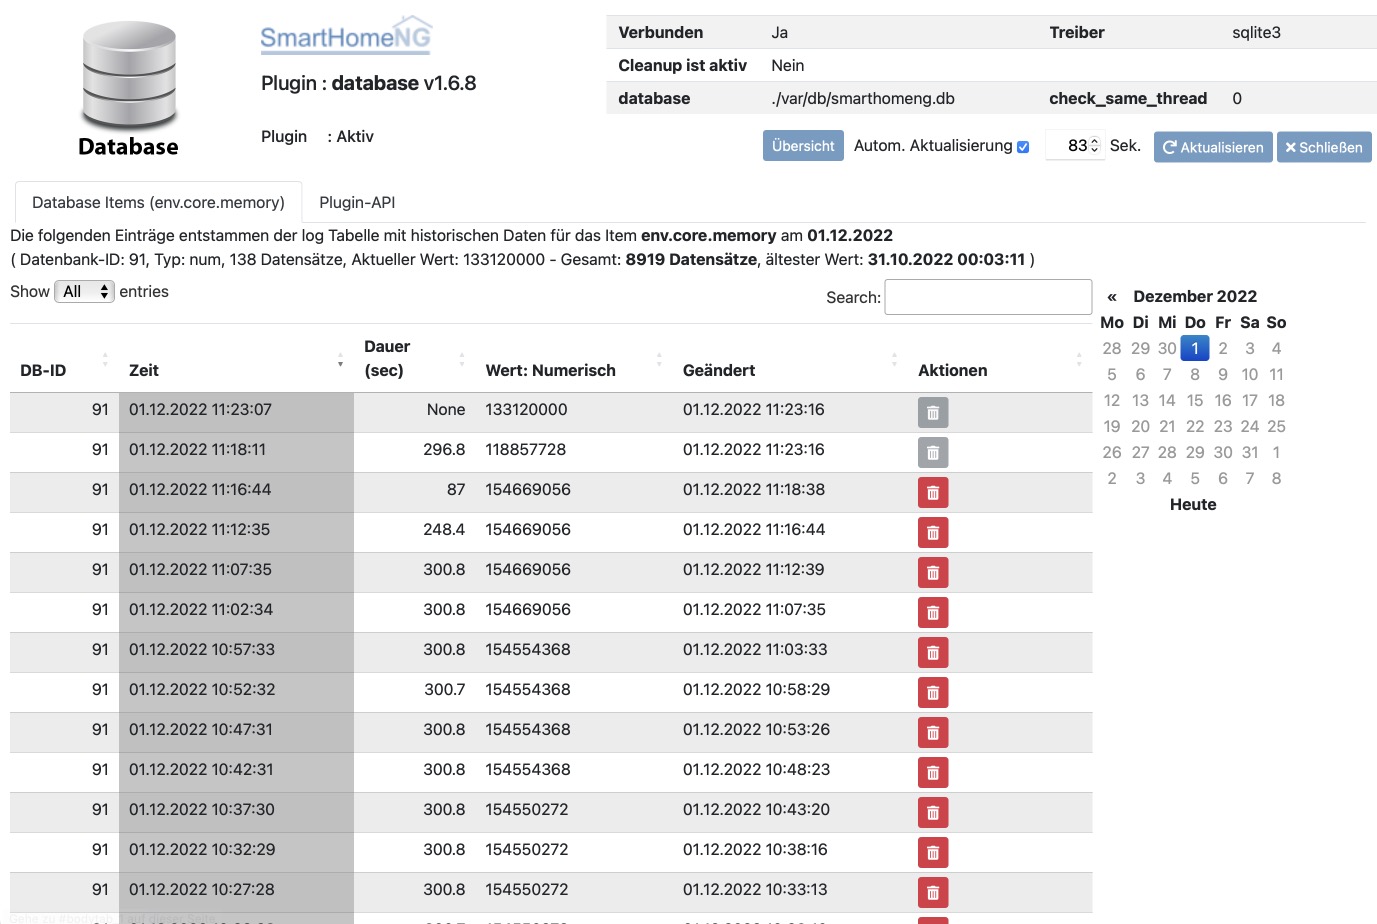 Database
SmartHomeNG
Plugin : database v1.6.8
Plugin : Aktiv
Verbunden Ja Treiber sqlite3
Cleanup ist aktiv Nein
database ./var/db/smarthomeng.db check_same_thread 0
Übersicht Autom. Aktualisierung 83 Sek. Aktualisieren Schließen
Database Items (env.core.memory) Plugin-API
Die folgenden Einträge entstammen der log Tabelle mit historischen Daten für das Item env.core.memory am 01.12.2022
( Datenbank-ID: 91, Typ: num, 138 Datensätze, Aktueller Wert: 133120000 - Gesamt: 8919 Datensätze, ältester Wert: 31.10.2022 00:03:11 )
Show All entries
Search:
DB-ID Zeit Dauer (sec) Wert: Numerisch Geändert Aktionen
91 01.12.2022 11:23:07 None 133120000 01.12.2022 11:23:16
91 01.12.2022 11:18:11 296.8 118857728 01.12.2022 11:23:16
91 01.12.2022 11:16:44 87 154669056 01.12.2022 11:18:38
91 01.12.2022 11:12:35 248.4 154669056 01.12.2022 11:16:44
91 01.12.2022 11:07:35 300.8 154669056 01.12.2022 11:12:39
91 01.12.2022 11:02:34 300.8 154669056 01.12.2022 11:07:35
91 01.12.2022 10:57:33 300.8 154554368 01.12.2022 11:03:33
91 01.12.2022 10:52:32 300.7 154554368 01.12.2022 10:58:29
91 01.12.2022 10:47:31 300.8 154554368 01.12.2022 10:53:26
91 01.12.2022 10:42:31 300.8 154554368 01.12.2022 10:48:23
91 01.12.2022 10:37:30 300.8 154550272 01.12.2022 10:43:20
91 01.12.2022 10:32:29 300.8 154550272 01.12.2022 10:38:16
91 01.12.2022 10:27:28 300.8 154550272 01.12.2022 10:33:13
« Dezember 2022
Mo Di Mi Do Fr Sa So
28 29 30 1 2 3 4
5 6 7 8 9 10 11
12 13 14 15 16 17 18
19 20 21 22 23 24 25
26 27 28 29 30 31 1
2 3 4 5 6 7 8
Heute